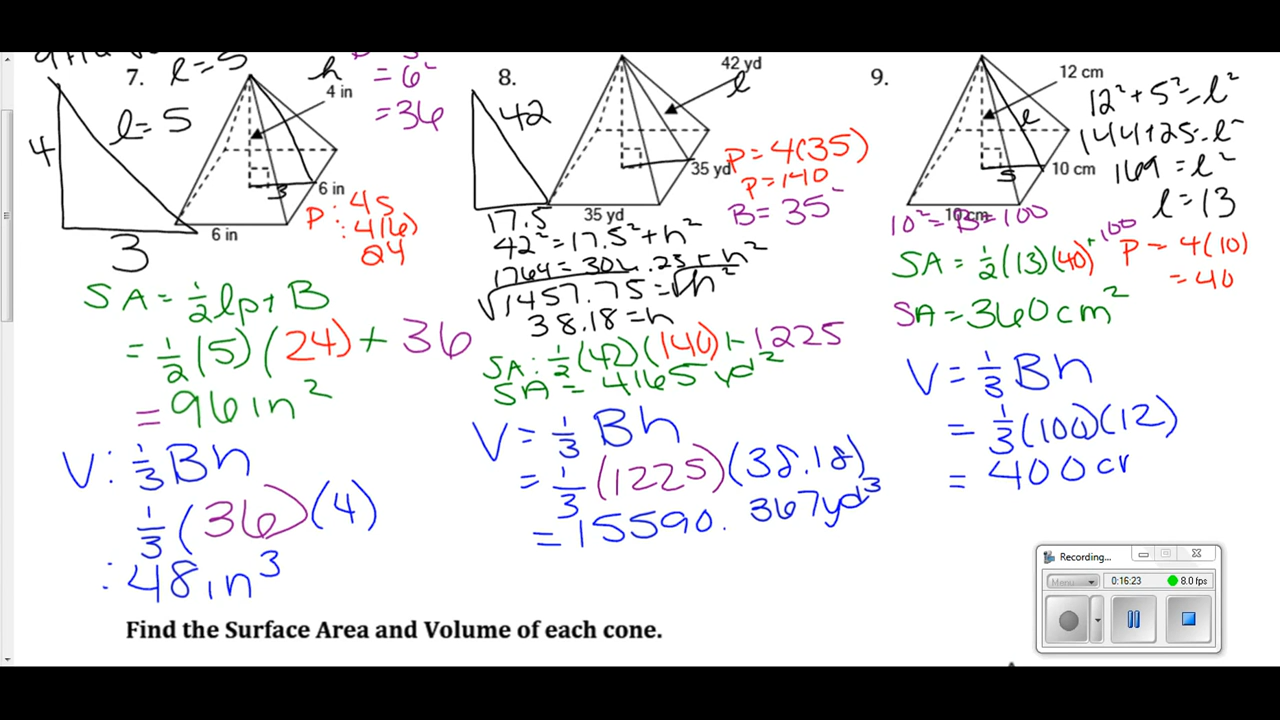 7.
l = 5
h
4 in
= 6²
= 36
4
l = 5
3
6 in
3
6 in
P: 4s
: 4(6)
24
SA = ½lp + B
= ½(5)(24) + 36
= 96 in²
V: ⅓Bh
⅓(36)(4)
: 48 in³
8.
42 yd
l
42
17.5
35 yd
35 yd
P = 4(35)
P = 140
B = 35²
42² = 17.5² + h²
1764 = 306.25 + h²
√1457.75 = √h²
38.18 = h
SA: ½(42)(140) + 1225
SA = 4165 yd²
V = ⅓Bh
= ⅓(1225)(38.18)
= 15590.367 yd³
9.
12 cm
l
5
10 cm
10 cm
12² + 5² = l²
144 + 25 = l²
169 = l²
l = 13
10² = B = 100
SA = ½(13)(40) + 100
P = 4(10)
= 40
SA = 360 cm²
V = ⅓Bh
= ⅓(100)(12)
= 400 cm
Find the Surface Area and Volume of each cone.
Recording...
Menu
0:16:23
8.0 fps